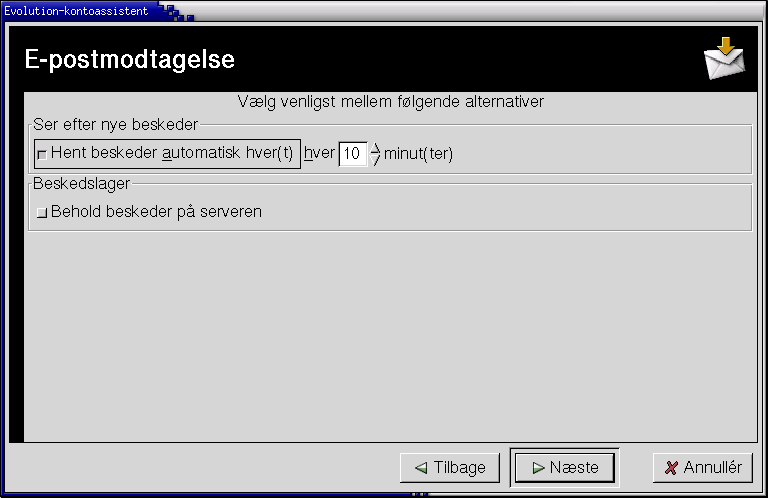 Evolution-kontoassistent
E-postmodtagelse
Vælg venligst mellem følgende alternativer
Ser efter nye beskeder
Hent beskeder automatisk hver(t) hver 10 minut(ter)
Beskedslager
Behold beskeder på serveren
Tilbage Næste Annullér